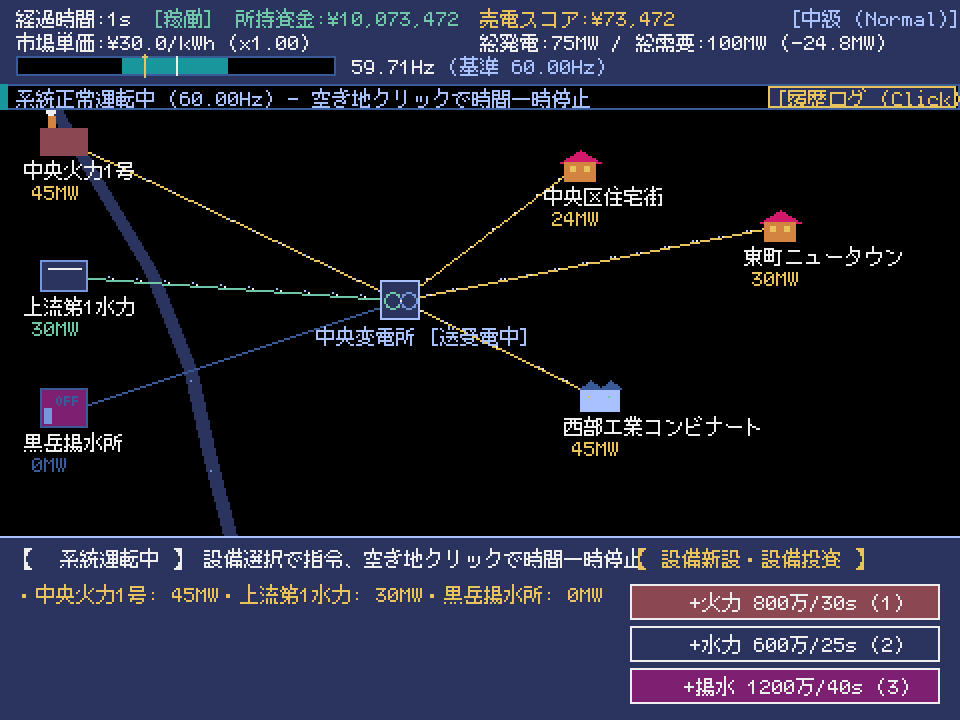 経過時間:1s [稼働] 所持資金:¥10,073,472 売電スコア:¥73,472 [中級 (Normal)]
市場単価:¥30.0/kWh (x1.00) 総発電:75MW / 総需要:100MW (-24.8MW)
59.71Hz (基準 60.00Hz)
系統正常運転中 (60.00Hz) - 空き地クリックで時間一時停止 [履歴ログ (Click)
中央火力1号
45MW
中央区住宅街
24MW
東町ニュータウン
30MW
上流第1水力
30MW
中央変電所 [送受電中]
OFF
黒岳揚水所
0MW
西部工業コンビナート
45MW
【 系統運転中 】 設備選択で指令、空き地クリックで時間一時停止
【 設備新設・設備投資 】
・中央火力1号: 45MW・上流第1水力: 30MW・黒岳揚水所: 0MW
+火力 800万/30s (1)
+水力 600万/25s (2)
+揚水 1200万/40s (3)